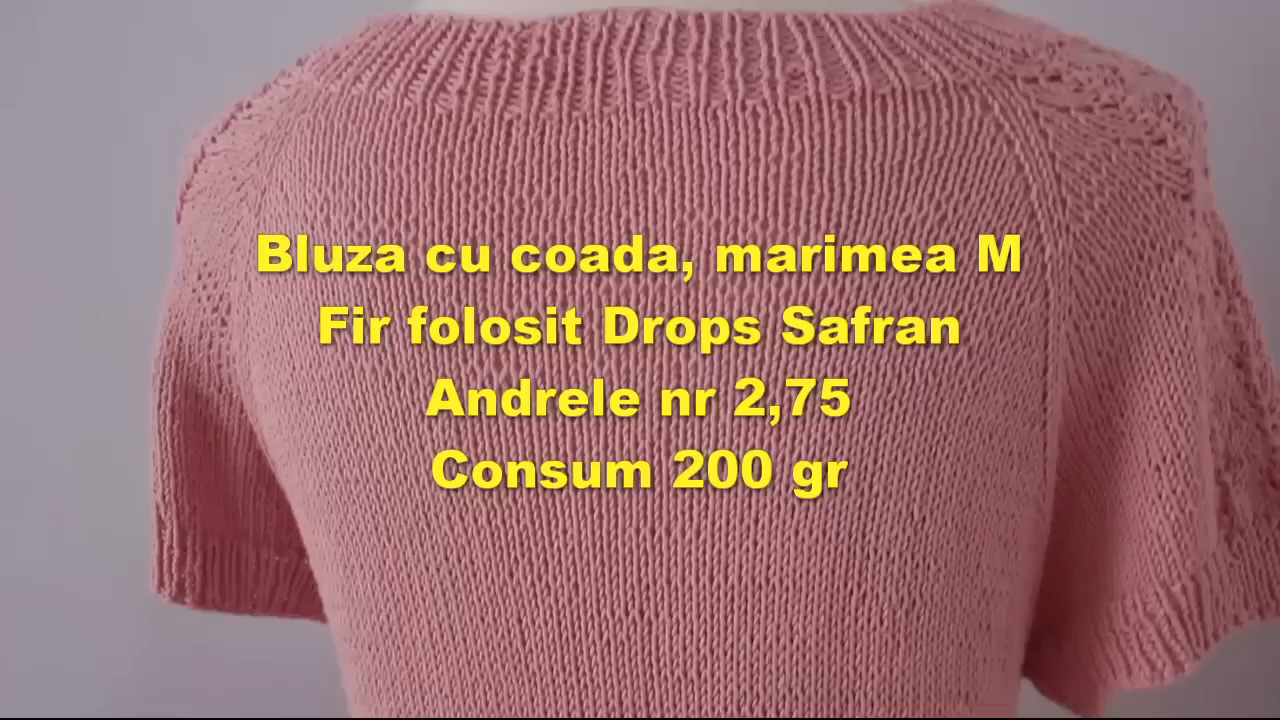 Bluza cu coada, marimea M
Fir folosit Drops Safran
Andrele nr 2,75
Consum 200 gr